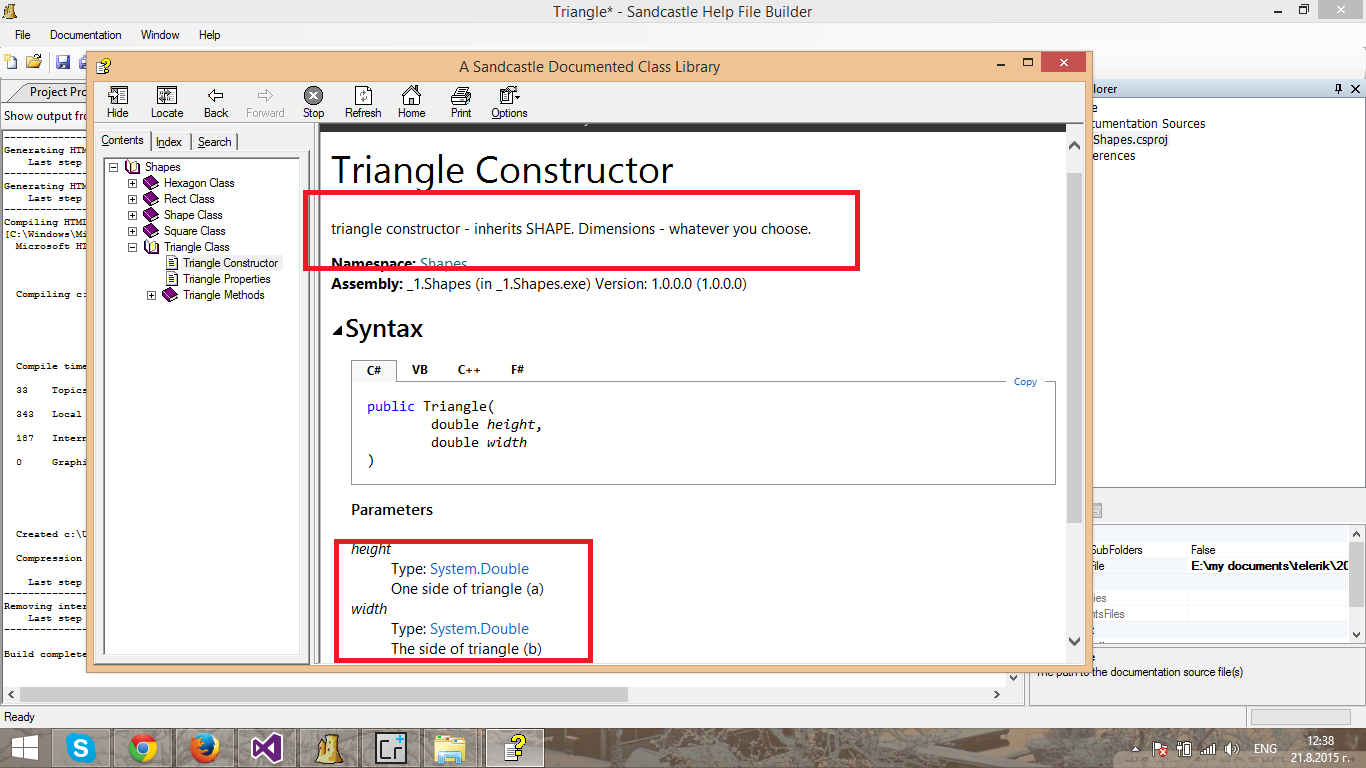 Triangle* - Sandcastle Help File Builder
File Documentation Window Help
A Sandcastle Documented Class Library
Project Pro
Show output fro
Hide Locate Back Forward Stop Refresh Home Print Options
Contents Index Search
Shapes
Hexagon Class
Rect Class
Shape Class
Square Class
Triangle Class
Triangle Constructor
Triangle Properties
Triangle Methods
Triangle Constructor
triangle constructor - inherits SHAPE. Dimensions - whatever you choose.
Namespace: Shapes
Assembly: _1.Shapes (in _1.Shapes.exe) Version: 1.0.0.0 (1.0.0.0)
Syntax
C# VB C++ F#
Copy
public Triangle(
double height,
double width
)
Parameters
height
Type: System.Double
One side of triangle (a)
width
Type: System.Double
The side of triangle (b)
Generating HTM
Last step
Generating HTM
Last step
Compiling HTML
[C:\Windows\Mi
Microsoft HT
Compiling c:
Compile time
33 Topics
343 Local
187 Intern
0 Graphi
Created c:\U
Compression
Last step
Removing inter
Last step
Build complete
lorer
e
cumentation Sources
Shapes.csproj
erences
SubFolders False
File E:\my documents\telerik\20
ies
ntsFiles
e
The path to the documentation source file(s)
Ready
ENG
12:38
21.8.2015 г.